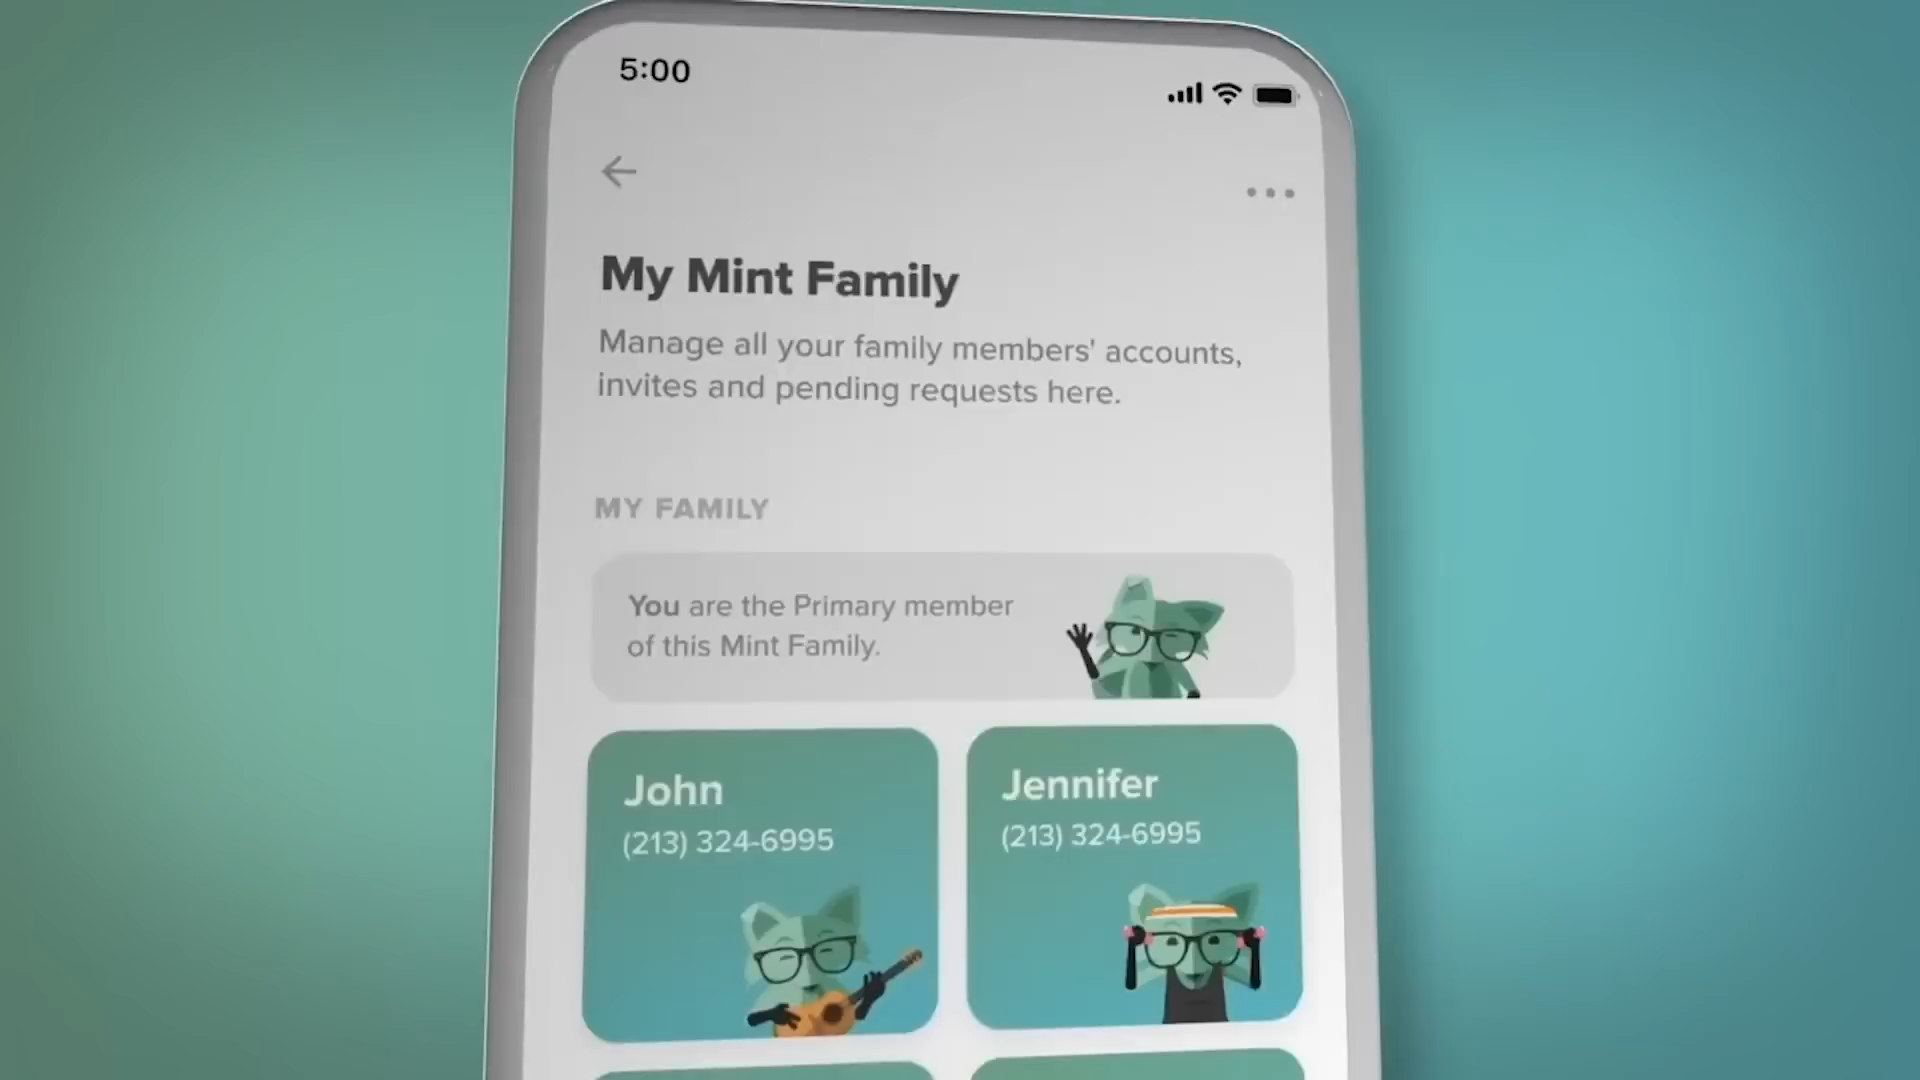 5:00
My Mint Family
Manage all your family members' accounts,
invites and pending requests here.
MY FAMILY
You are the Primary member
of this Mint Family.
John
(213) 324-6995
Jennifer
(213) 324-6995